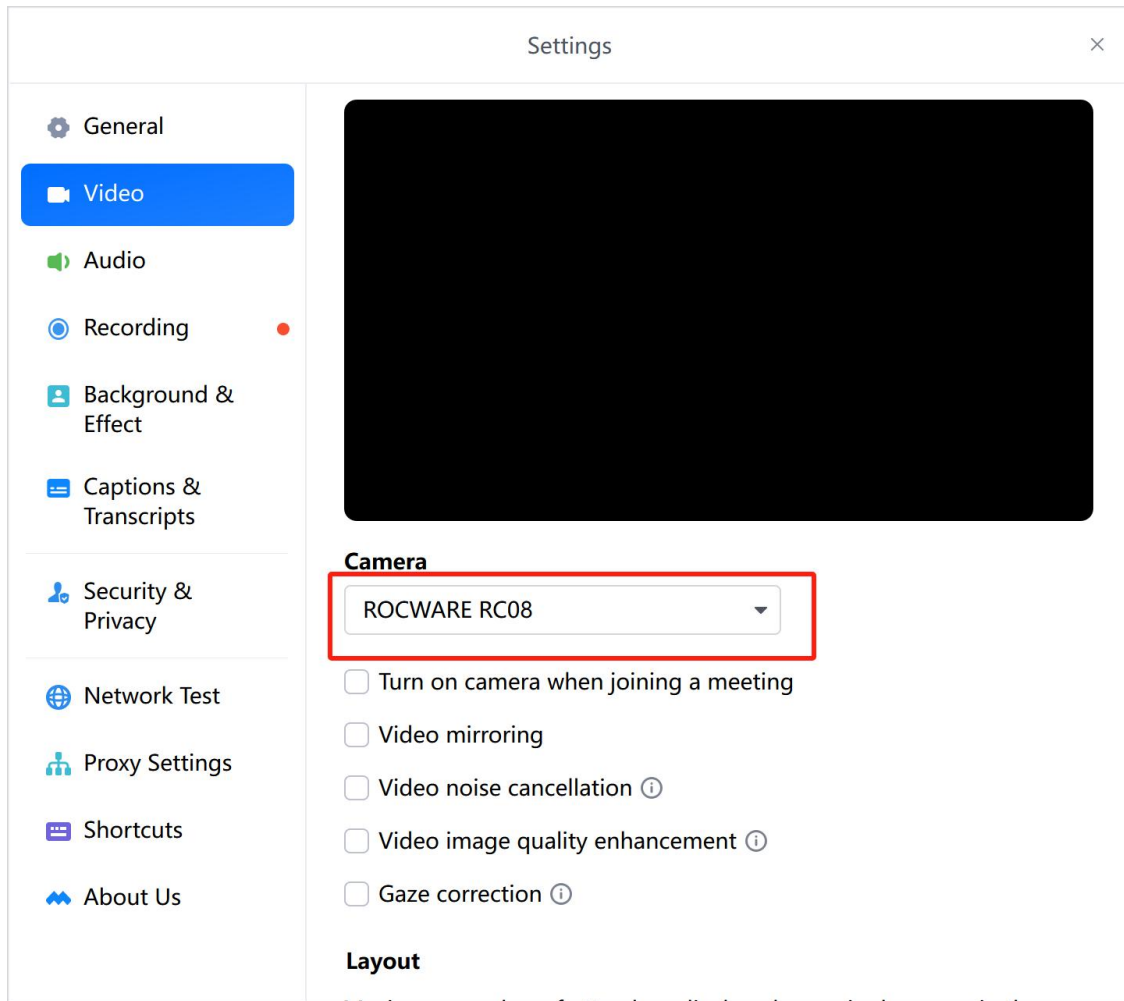 Settings
General
Video
Audio
Recording
Background &
Effect
Captions &
Transcripts
Security &
Privacy
Network Test
Proxy Settings
Shortcuts
About Us
Camera
ROCWARE RC08
Turn on camera when joining a meeting
Video mirroring
Video noise cancellation
Video image quality enhancement
Gaze correction
Layout